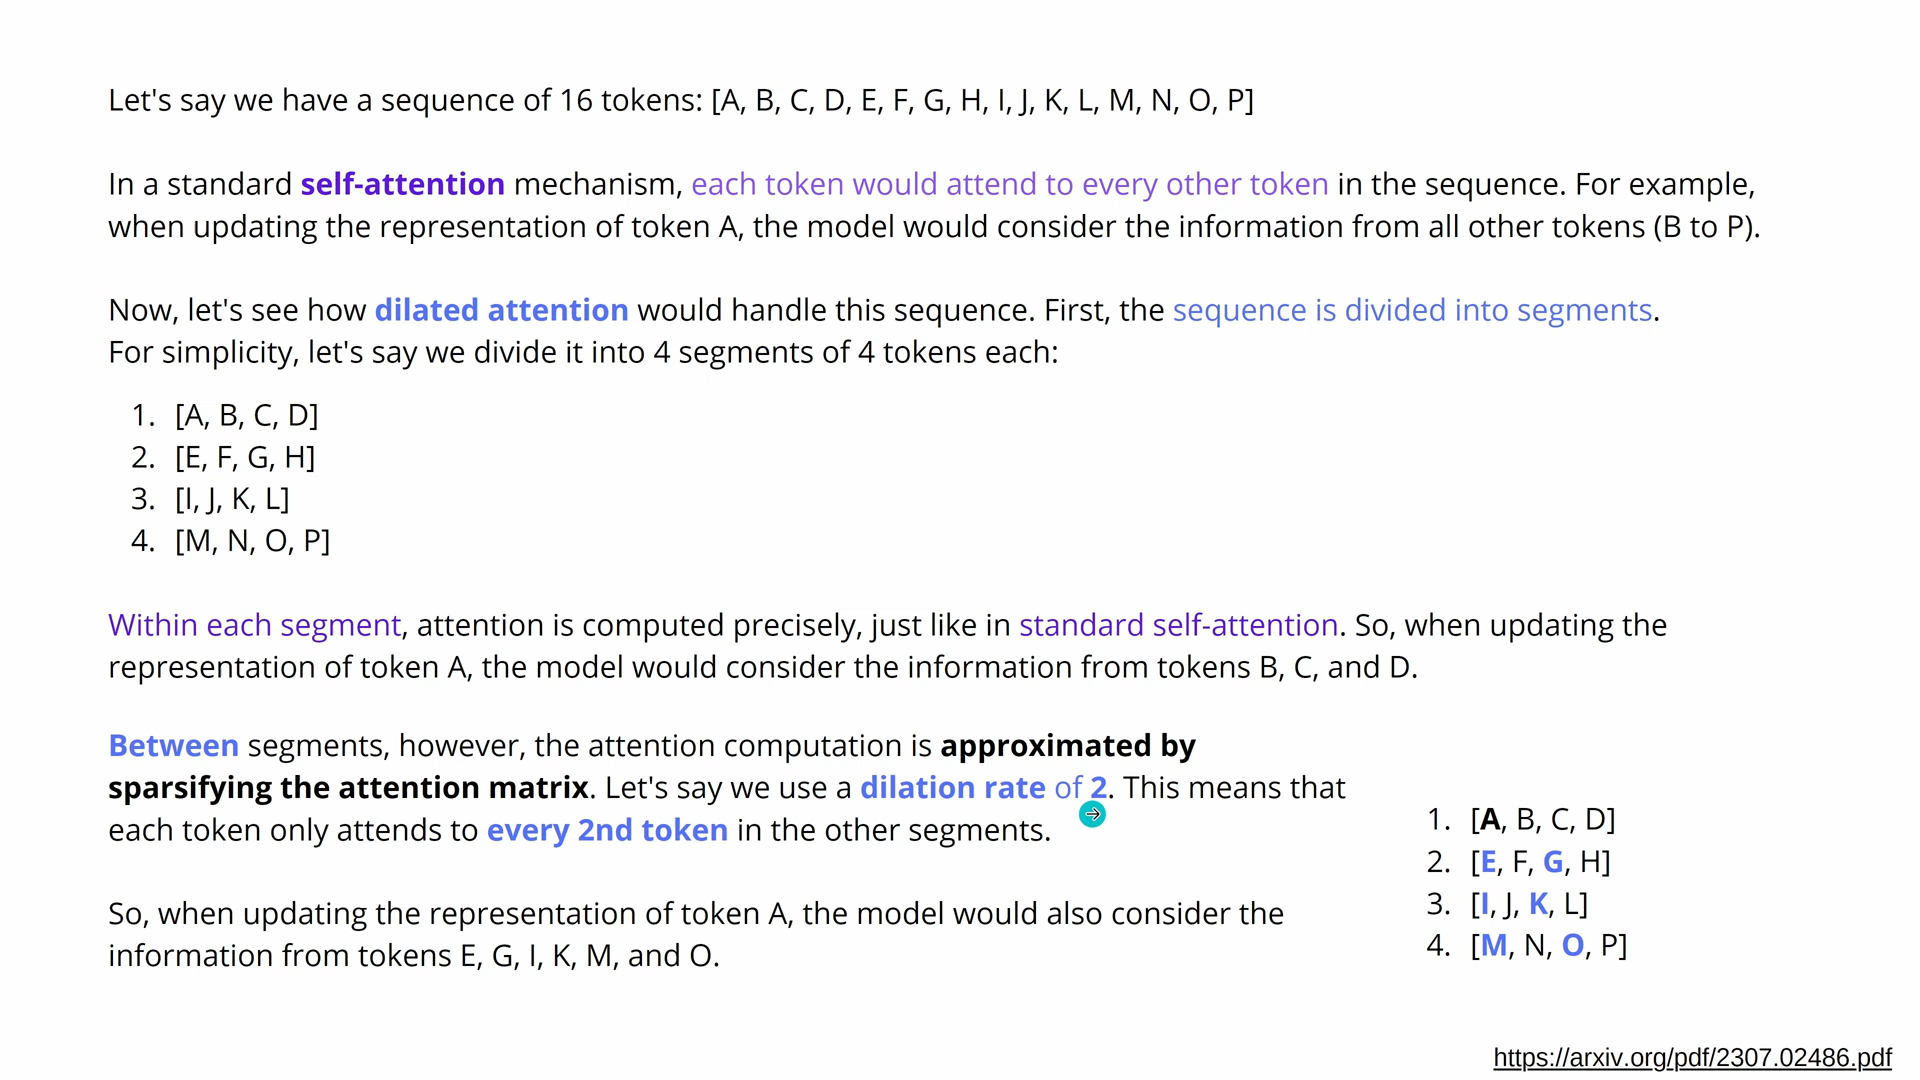 Let's say we have a sequence of 16 tokens: [A, B, C, D, E, F, G, H, I, J, K, L, M, N, O, P]
In a standard self-attention mechanism, each token would attend to every other token in the sequence. For example,
when updating the representation of token A, the model would consider the information from all other tokens (B to P).
Now, let's see how dilated attention would handle this sequence. First, the sequence is divided into segments.
For simplicity, let's say we divide it into 4 segments of 4 tokens each:
1. [A, B, C, D]
2. [E, F, G, H]
3. [I, J, K, L]
4. [M, N, O, P]
Within each segment, attention is computed precisely, just like in standard self-attention. So, when updating the
representation of token A, the model would consider the information from tokens B, C, and D.
Between segments, however, the attention computation is approximated by
sparsifying the attention matrix. Let's say we use a dilation rate of 2. This means that
each token only attends to every 2nd token in the other segments.
So, when updating the representation of token A, the model would also consider the
information from tokens E, G, I, K, M, and O.
1. [A, B, C, D]
2. [E, F, G, H]
3. [I, J, K, L]
4. [M, N, O, P]
https://arxiv.org/pdf/2307.02486.pdf